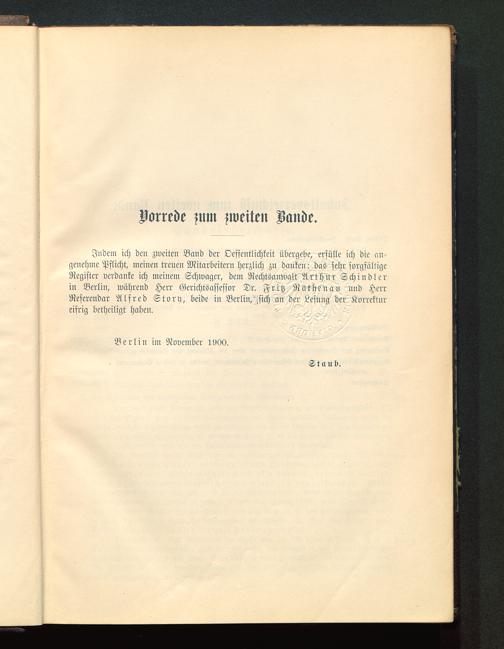 Vorrede zum zweiten Bande.
Indem ich den zweiten Band der Oeffentlichkeit übergebe, erfülle ich die an-
genehme Pflicht, meinen treuen Mitarbeitern herzlich zu danken: das sehr sorgfältige
Register verdanke ich meinem Schwager, dem Rechtsanwalt Arthur Schindler
in Berlin, während Herr Gerichtsassessor Dr. Fritz Rathenau und Herr
Referendar Alfred Story, beide in Berlin, sich an der Lesung der Korrektur
eifrig betheiligt haben.
Berlin im November 1900.
Staub.